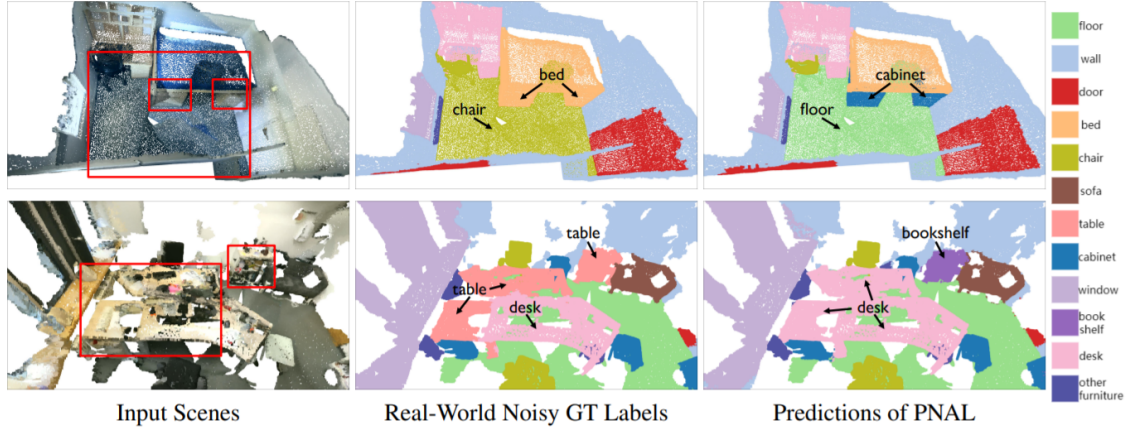 bed
chair
cabinet
floor
table
table
desk
bookshelf
desk
floor
wall
door
bed
chair
sofa
table
cabinet
window
book
shelf
desk
other
furniture
Input Scenes
Real-World Noisy GT Labels
Predictions of PNAL